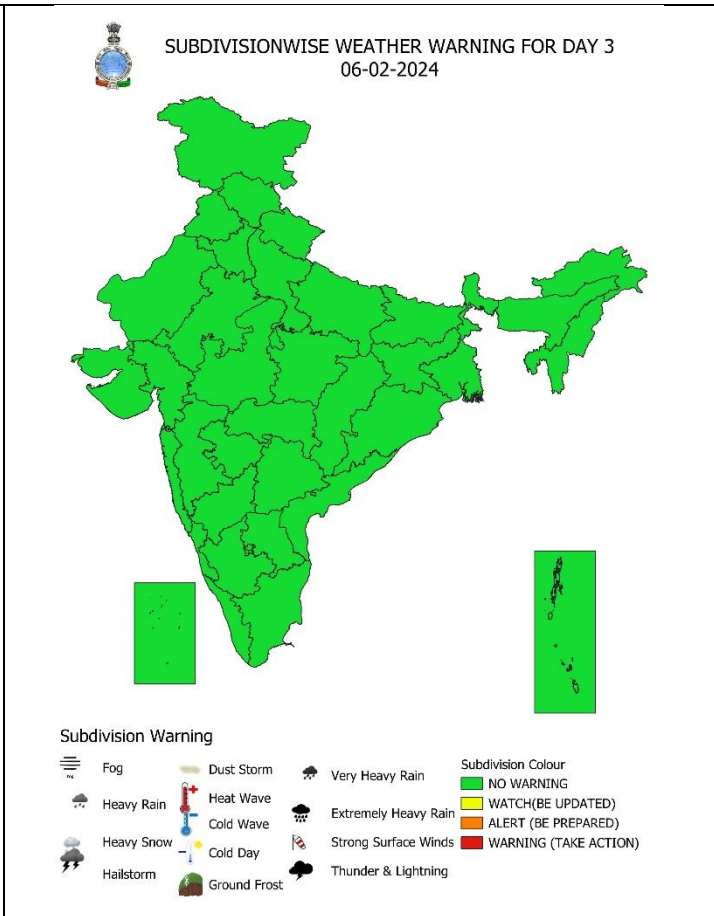 SUBDIVISIONWISE WEATHER WARNING FOR DAY 3
06-02-2024
Subdivision Warning
Fog
Heavy Rain
Heavy Snow
Hailstorm
Dust Storm
Heat Wave
Cold Wave
Cold Day
Ground Frost
Very Heavy Rain
Extremely Heavy Rain
Strong Surface Winds
Thunder & Lightning
Subdivision Colour
NO WARNING
WATCH(BE UPDATED)
ALERT (BE PREPARED)
WARNING (TAKE ACTION)